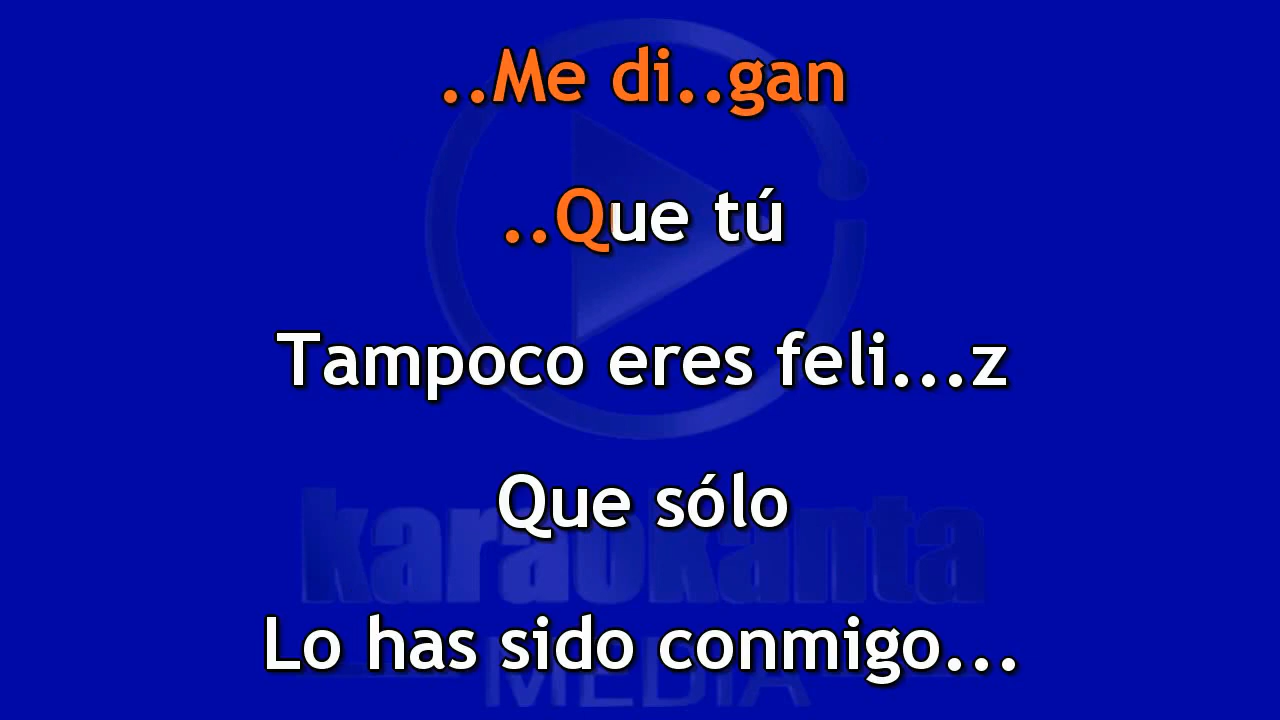 ..Me di..gan
..Que tú
Tampoco eres feli...z
Que sólo
Lo has sido conmigo...
karaokanta
MEDIA